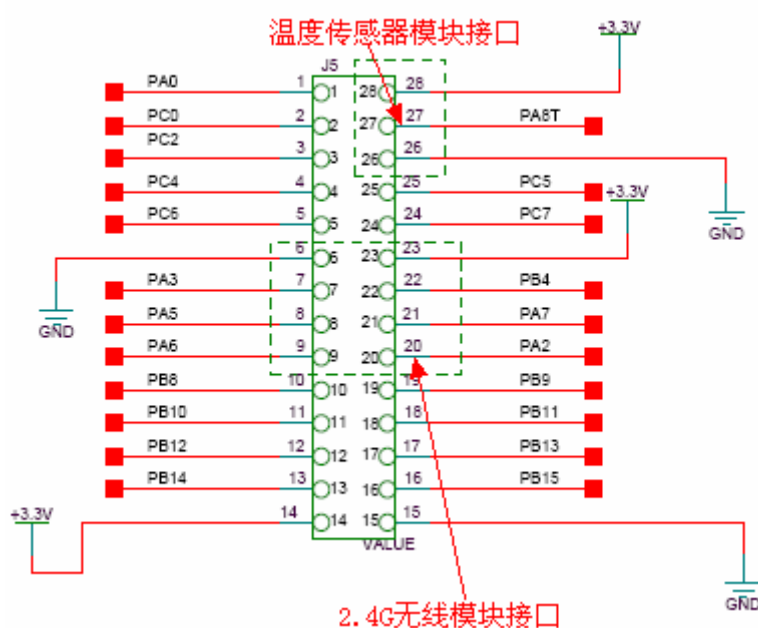 温度传感器模块接口
+3.3V
J5
PA0 1 1 28 28
PC0 2 2 27 27 PA8T
PC2 3 3 26 26
PC4 4 4 25 25 PC5
+3.3V
PC6 5 5 24 24 PC7
GND
6 6 23 23
PA3 7 7 22 22 PB4
GND
PA5 8 8 21 21 PA7
PA6 9 9 20 20 PA2
PB8 10 10 19 19 PB9
PB10 11 11 18 18 PB11
PB12 12 12 17 17 PB13
PB14 13 13 16 16 PB15
+3.3V
14 14 15 15
VALUE
GND
2.4G无线模块接口